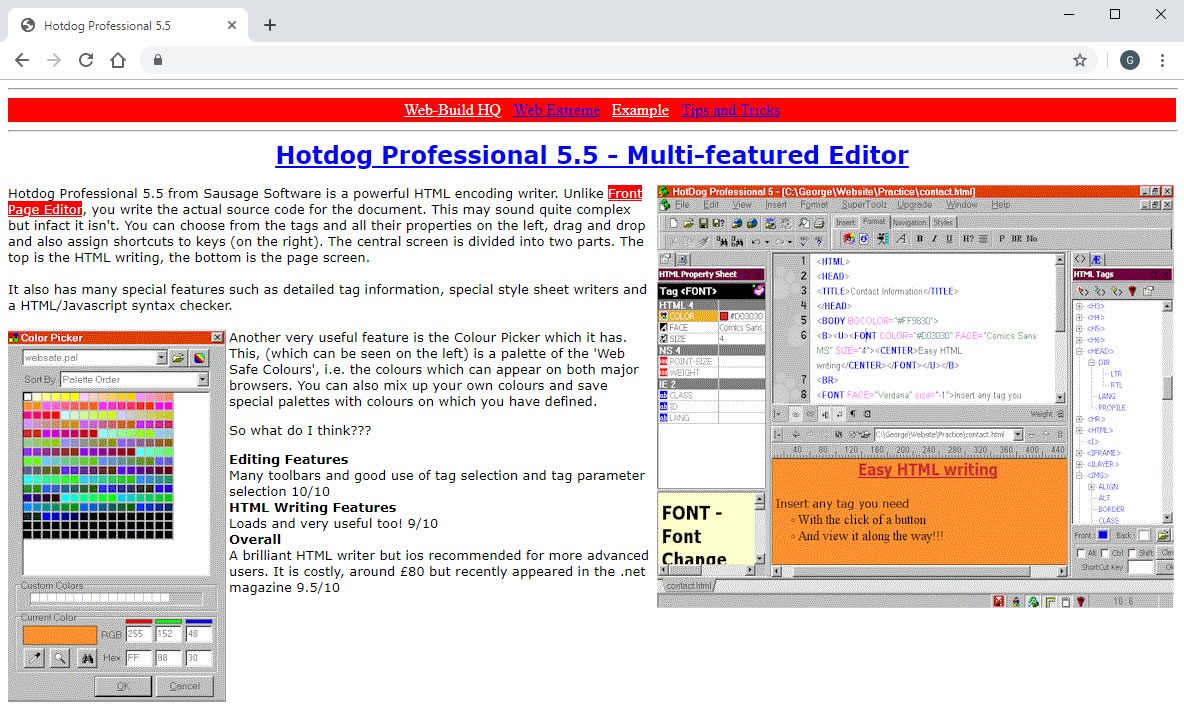 Hotdog Professional 5.5
G
Web-Build HQ Web Extreme Example Tips and Tricks
Hotdog Professional 5.5 - Multi-featured Editor
Hotdog Professional 5.5 from Sausage Software is a powerful HTML encoding writer. Unlike Front
Page Editor, you write the actual source code for the document. This may sound quite complex
but infact it isn't. You can choose from the tags and all their properties on the left, drag and drop
and also assign shortcuts to keys (on the right). The central screen is divided into two parts. The
top is the HTML writing, the bottom is the page screen.
It also has many special features such as detailed tag information, special style sheet writers and
a HTML/Javascript syntax checker.
Color Picker
websafe.pal
Sort By Palette Order
Custom Colors
Current Color
RGB 255 152 48
Hex FF 98 30
OK Cancel
Another very useful feature is the Colour Picker which it has.
This, (which can be seen on the left) is a palette of the 'Web
Safe Colours', i.e. the colours which can appear on both major
browsers. You can also mix up your own colours and save
special palettes with colours on which you have defined.
So what do I think???
Editing Features
Many toolbars and good use of tag selection and tag parameter
selection 10/10
HTML Writing Features
Loads and very useful too! 9/10
Overall
A brilliant HTML writer but ios recommended for more advanced
users. It is costly, around £80 but recently appeared in the .net
magazine 9.5/10
HotDog Professional 5 - [C:\George\Website\Practice\contact.html]
File Edit View Insert Format SuperToolz Upgrade Window Help
Insert Format Navigation Styles
A B I U H? P BR No
HTML Property Sheet
Tag <FONT>
HTML 4
COLOR #D03030
FACE Comics Sans
SIZE 4
NS 4
POINT-SIZE
WEIGHT
IE 2
CLASS
ID
LANG
FONT -
Font
Change
1 <HTML>
2 <HEAD>
3 <TITLE>Contact Information</TITLE>
4 </HEAD>
5 <BODY BGCOLOR="#FF9830">
6 <B><U><FONT COLOR="#D03030" FACE="Comics Sans
MS" SIZE="4"><CENTER>Easy HTML
writing</CENTER></FONT></U></B>
7 <BR>
8 <FONT FACE="Verdana" size="-1">Insert any tag you
Weight
C:\George\Website\Practice\contact.html
40 80 120 160 200 240 280 320 360 400 440
Easy HTML writing
Insert any tag you need
With the click of a button
And view it along the way!!!
HTML Tags
<H3>
<H4>
<H5>
<H6>
<HEAD>
DIR
LTR
RTL
LANG
PROFILE
<HR>
<HTML>
<I>
<IFRAME>
<ILAYER>
<IMG>
ALIGN
ALT
BORDER
CLASS
Front: Back:
Alt Ctrl Shift
ShortCut Key
contact.html
10 : 6